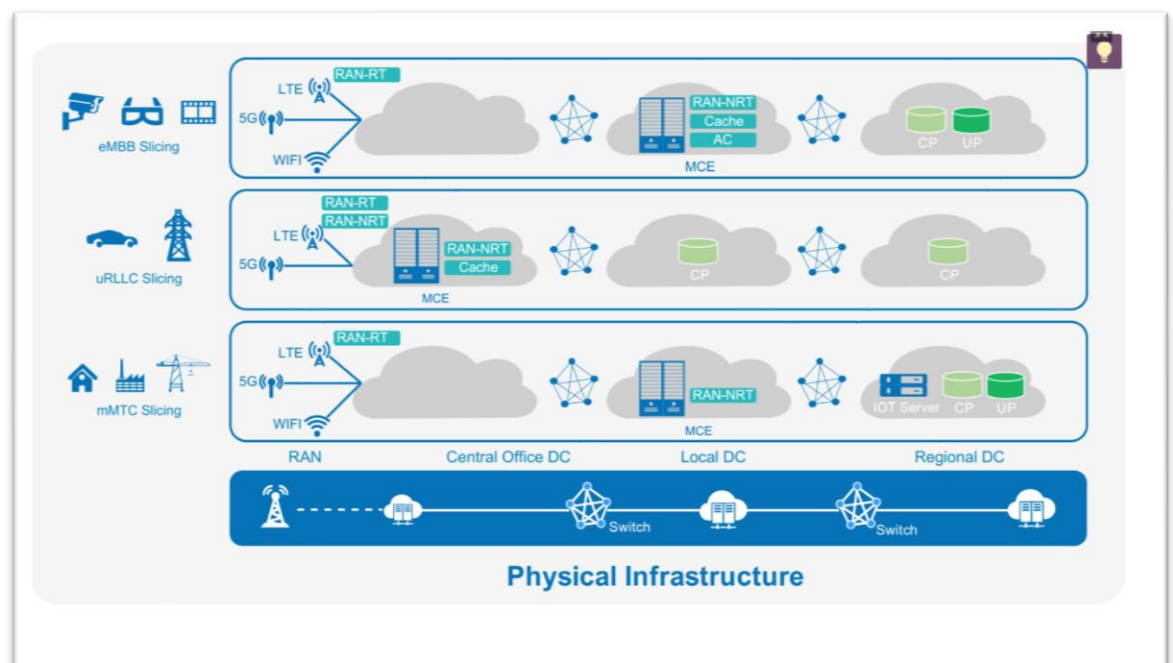 RAN-RT
LTE
5G
WIFI
RAN-NRT
Cache
AC
MCE
CP UP
eMBB Slicing
RAN-RT
RAN-NRT
LTE
5G
RAN-NRT
Cache
MCE
CP
CP
uRLLC Slicing
RAN-RT
LTE
5G
WIFI
RAN-NRT
MCE
IOT Server CP UP
mMTC Slicing
RAN Central Office DC Local DC Regional DC
Switch Switch
Physical Infrastructure